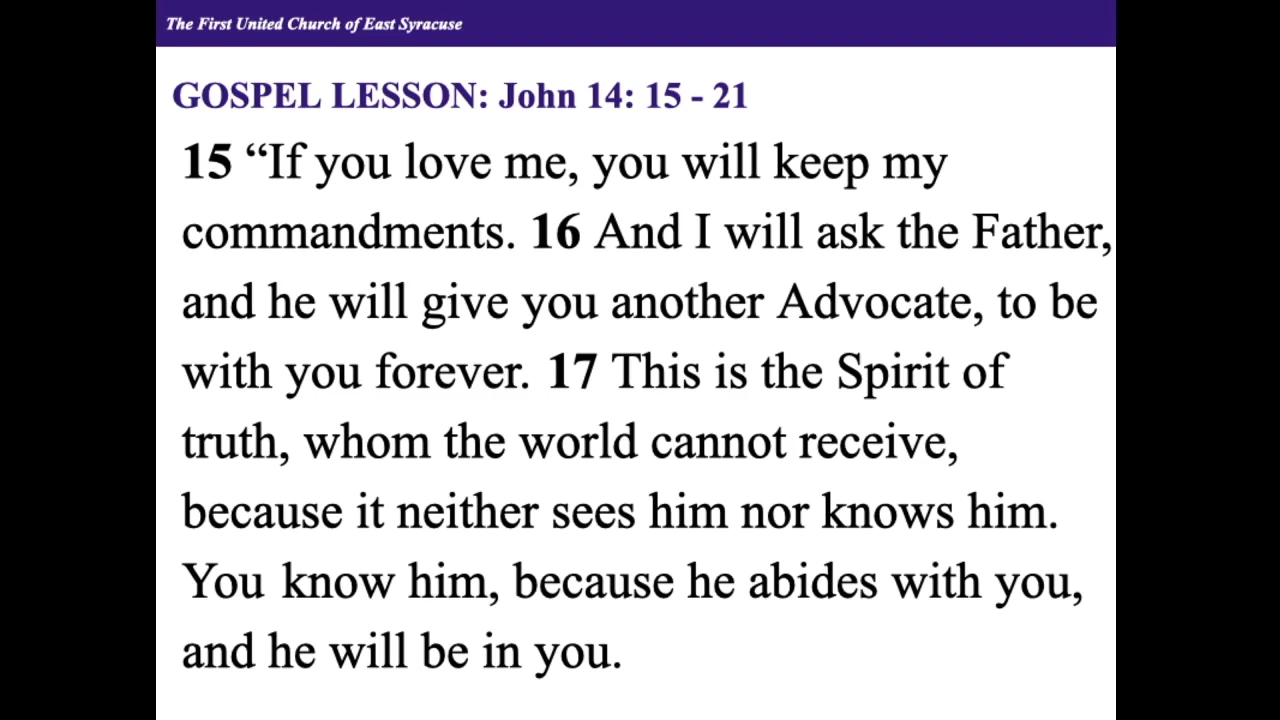 The First United Church of East Syracuse
GOSPEL LESSON: John 14: 15 - 21
15 “If you love me, you will keep my
commandments. 16 And I will ask the Father,
and he will give you another Advocate, to be
with you forever. 17 This is the Spirit of
truth, whom the world cannot receive,
because it neither sees him nor knows him.
You know him, because he abides with you,
and he will be in you.